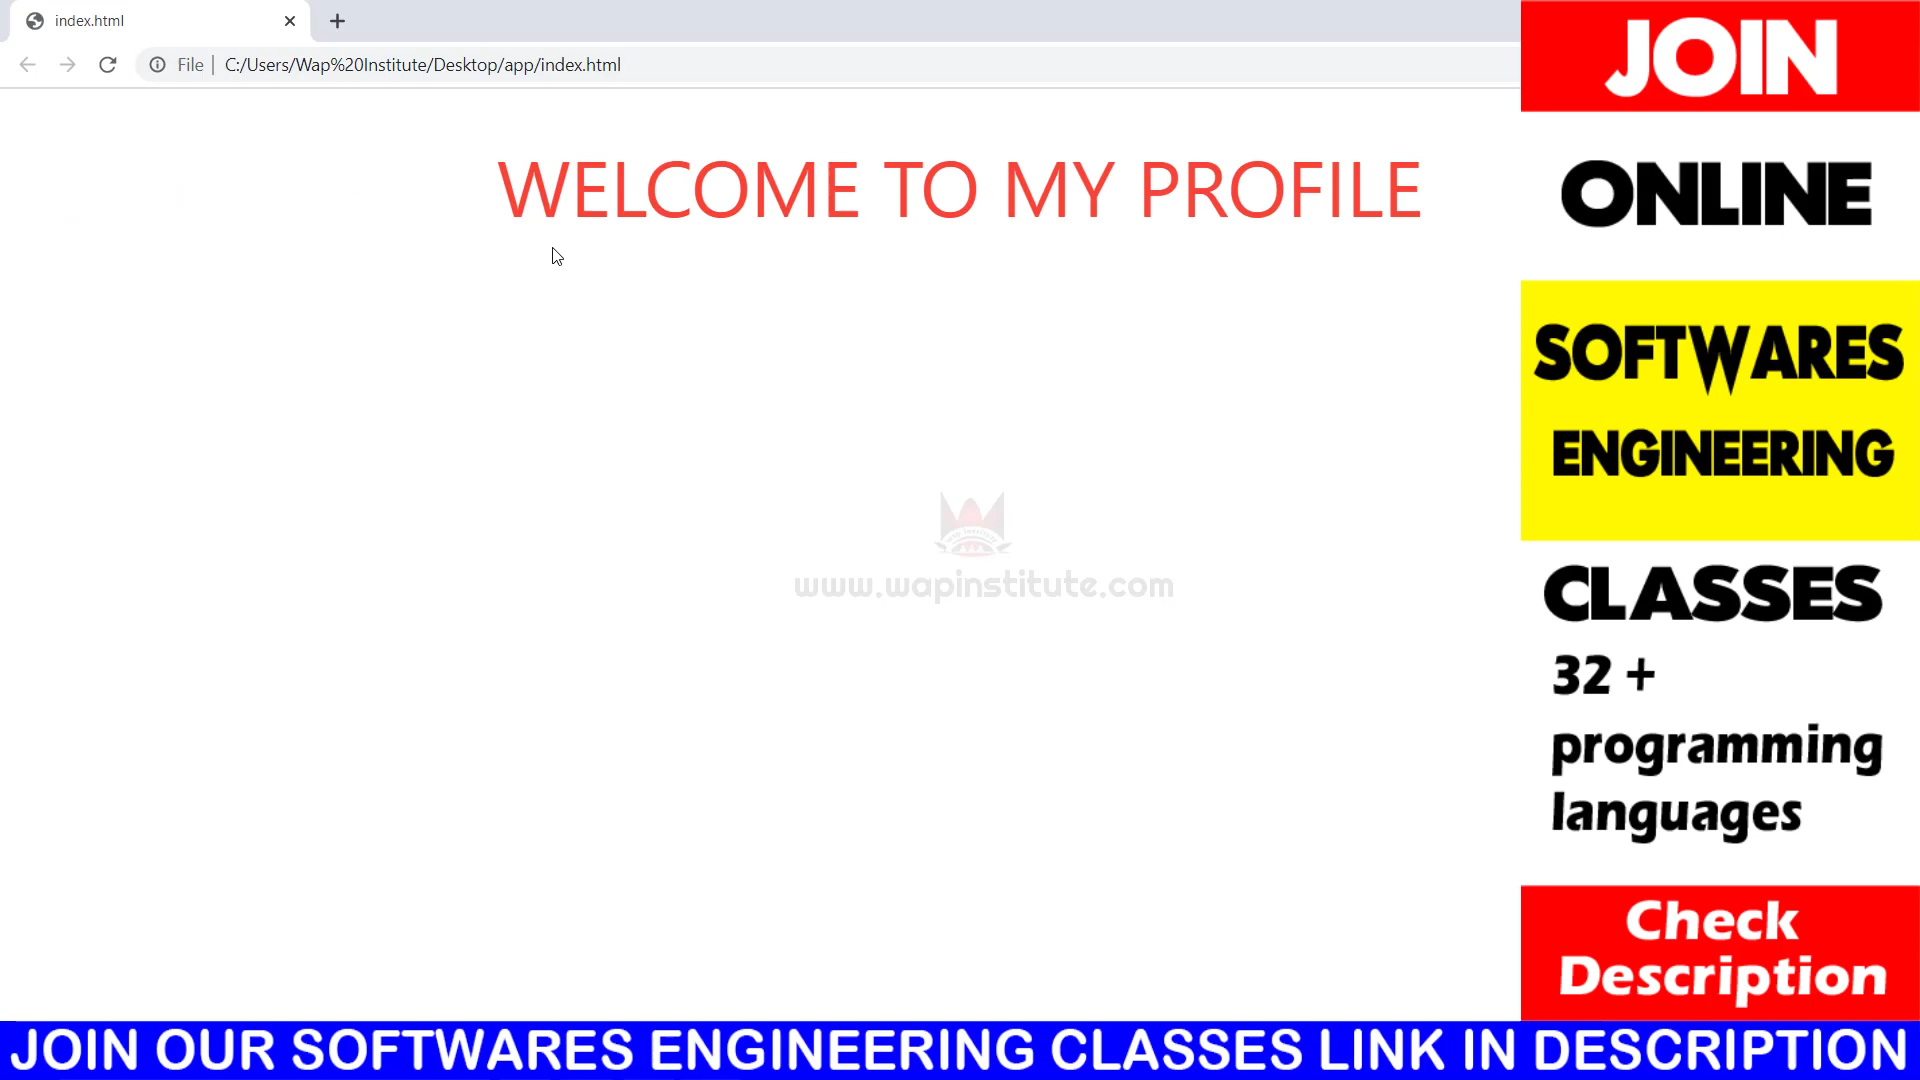 index.html
File
C:/Users/Wap%20Institute/Desktop/app/index.html
WELCOME TO MY PROFILE
www.wapinstitute.com
JOIN
ONLINE
SOFTWARES
ENGINEERING
CLASSES
32 +
programming
languages
Check
Description
JOIN OUR SOFTWARES ENGINEERING CLASSES LINK IN DESCRIPTION